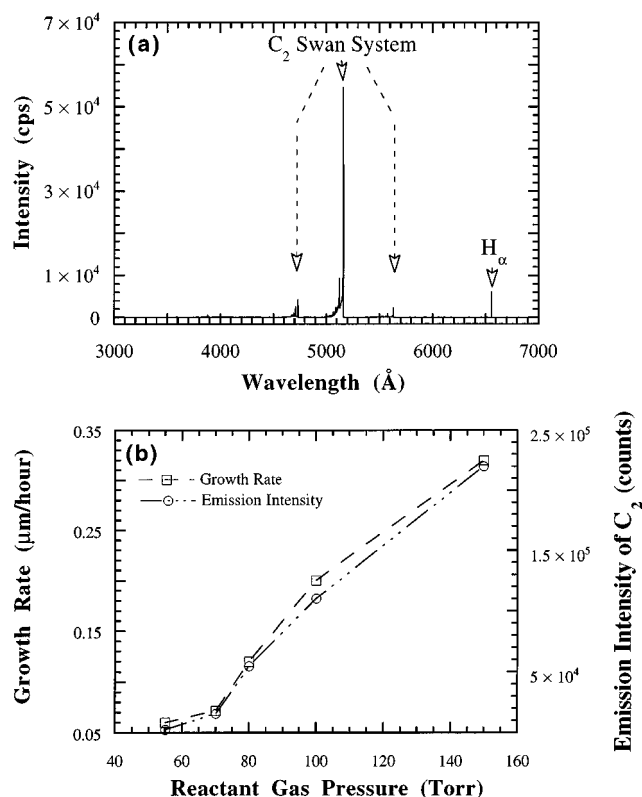 (a)
C₂ Swan System
Hα
7 × 10⁴
5 × 10⁴
3 × 10⁴
1 × 10⁴
0
Intensity (cps)
3000 4000 5000 6000 7000
Wavelength (Å)
(b)
Growth Rate
Emission Intensity
0.35
0.25
0.15
0.05
Growth Rate (μm/hour)
2.5 × 10⁵
1.5 × 10⁵
5 × 10⁴
Emission Intensity of C₂ (counts)
40 60 80 100 120 140 160
Reactant Gas Pressure (Torr)